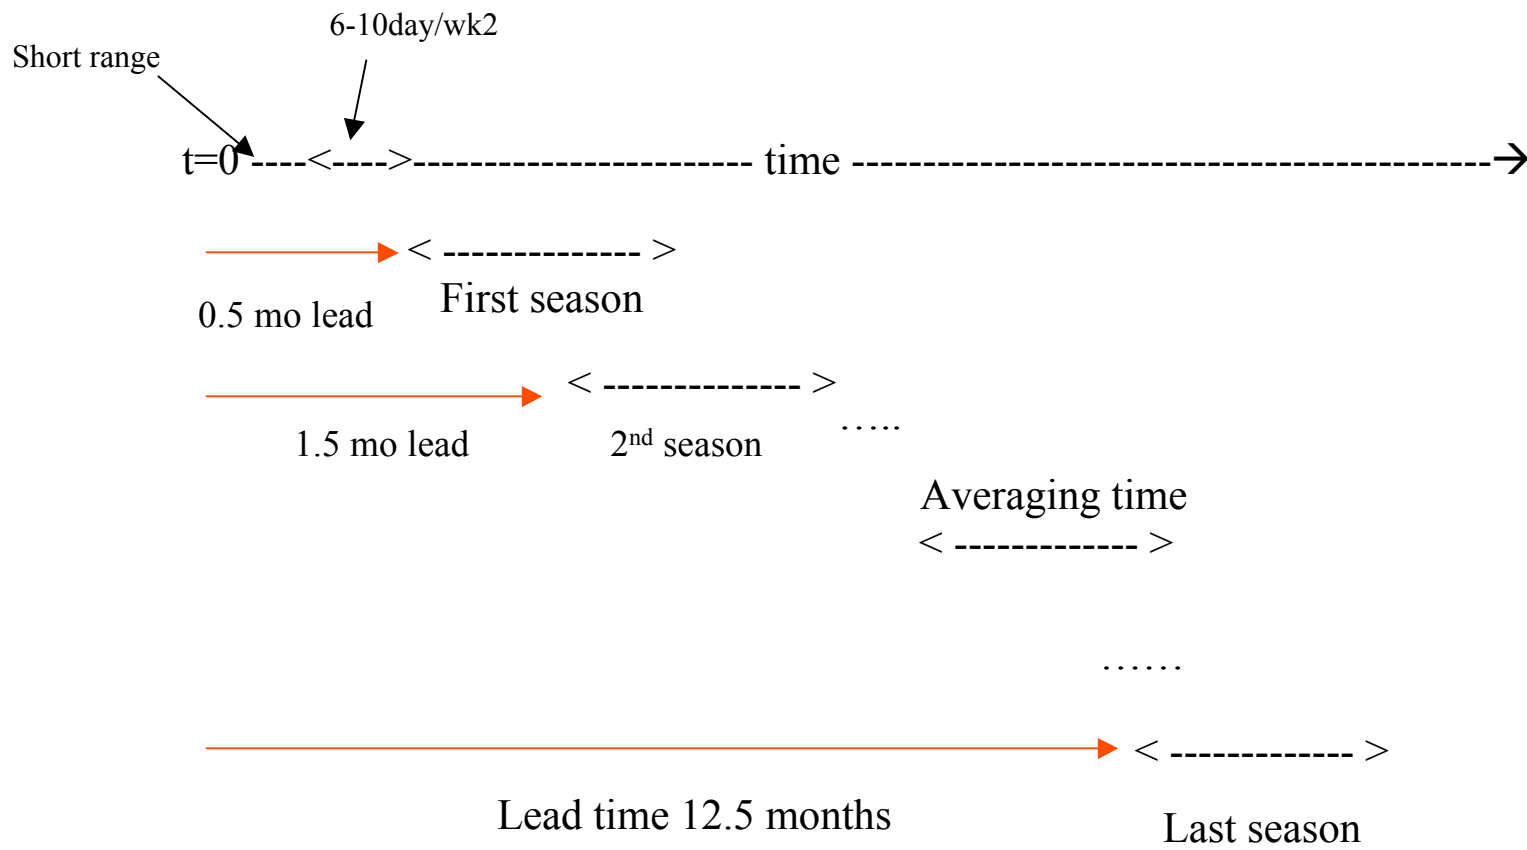 6-10day/wk2
Short range
t=0 ----<---->------------------------ time ---------------------------------------------→
< -------------- >
0.5 mo lead
First season
< -------------- >
1.5 mo lead
2nd season
…..
Averaging time
< ------------- >
……
< ------------- >
Lead time 12.5 months
Last season